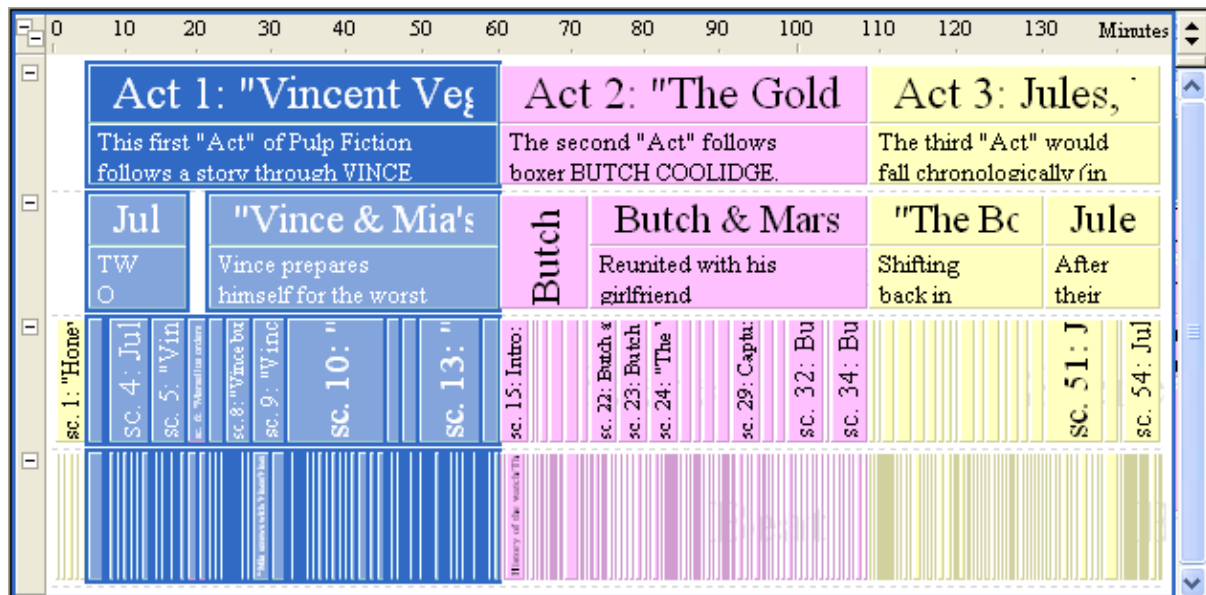 0 10 20 30 40 50 60 70 80 90 100 110 120 130 Minutes
Act 1: "Vincent Veg
Act 2: "The Gold
Act 3: Jules,
This first "Act" of Pulp Fiction
follows a story through VINCE
The second "Act" follows
boxer BUTCH COOLIDGE.
The third "Act" would
fall chronologically (in
Jul
"Vince & Mia's
Butch
Butch & Mars
"The Bo
Jule
TW
O
Vince prepares
himself for the worst
Reunited with his
girlfriend
Shifting
back in
After
their
sc. 1: "Hone
sc. 4: Jul
sc. 5: "Vin
sc. 8: "Vince bu
sc. 9: "Vinc
sc. 10: "
sc. 13: "
sc. 15: Intro:
sc. 22: Butch a
sc. 23: Butch
sc. 24: "The
sc. 29: Captu:
sc. 32: Bu
sc. 34: Bu
sc. 51: J
sc. 54: Jul
History of the watch Th
Beat
B